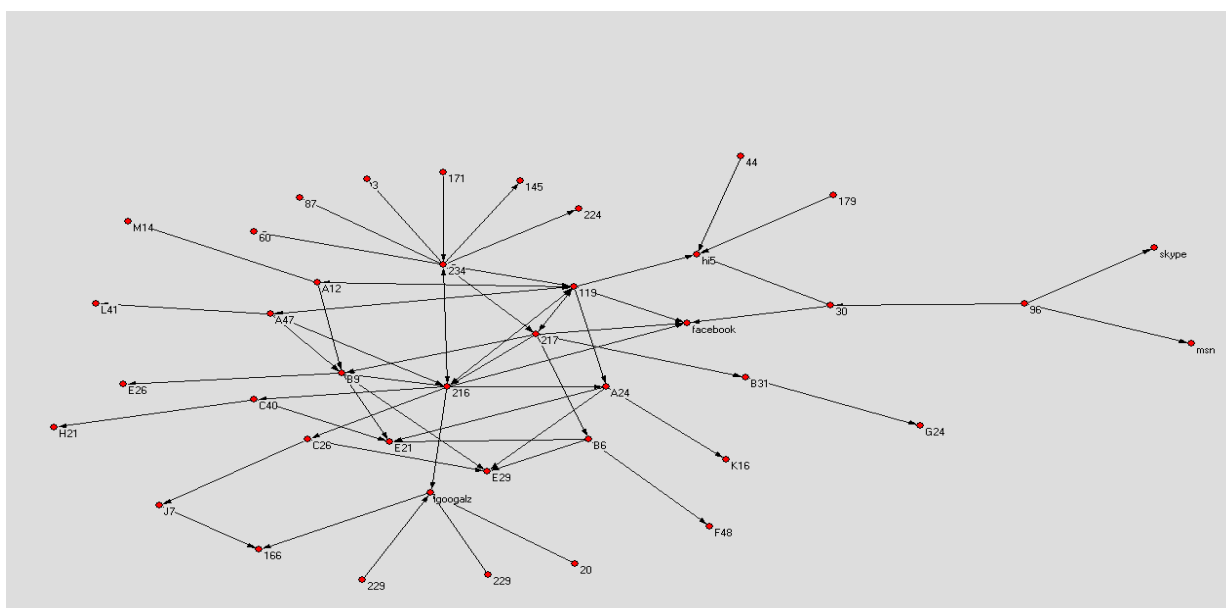 44
171
'3
145
87
179
224
M14
60
skype
hi5
234
A12
119
L41
30
96
A47
facebook
217
msn
B9
B31
E26
216
A24
C40
G24
H21
C26
E21
B6
K16
E29
googalz
J7
F48
166
20
229
229